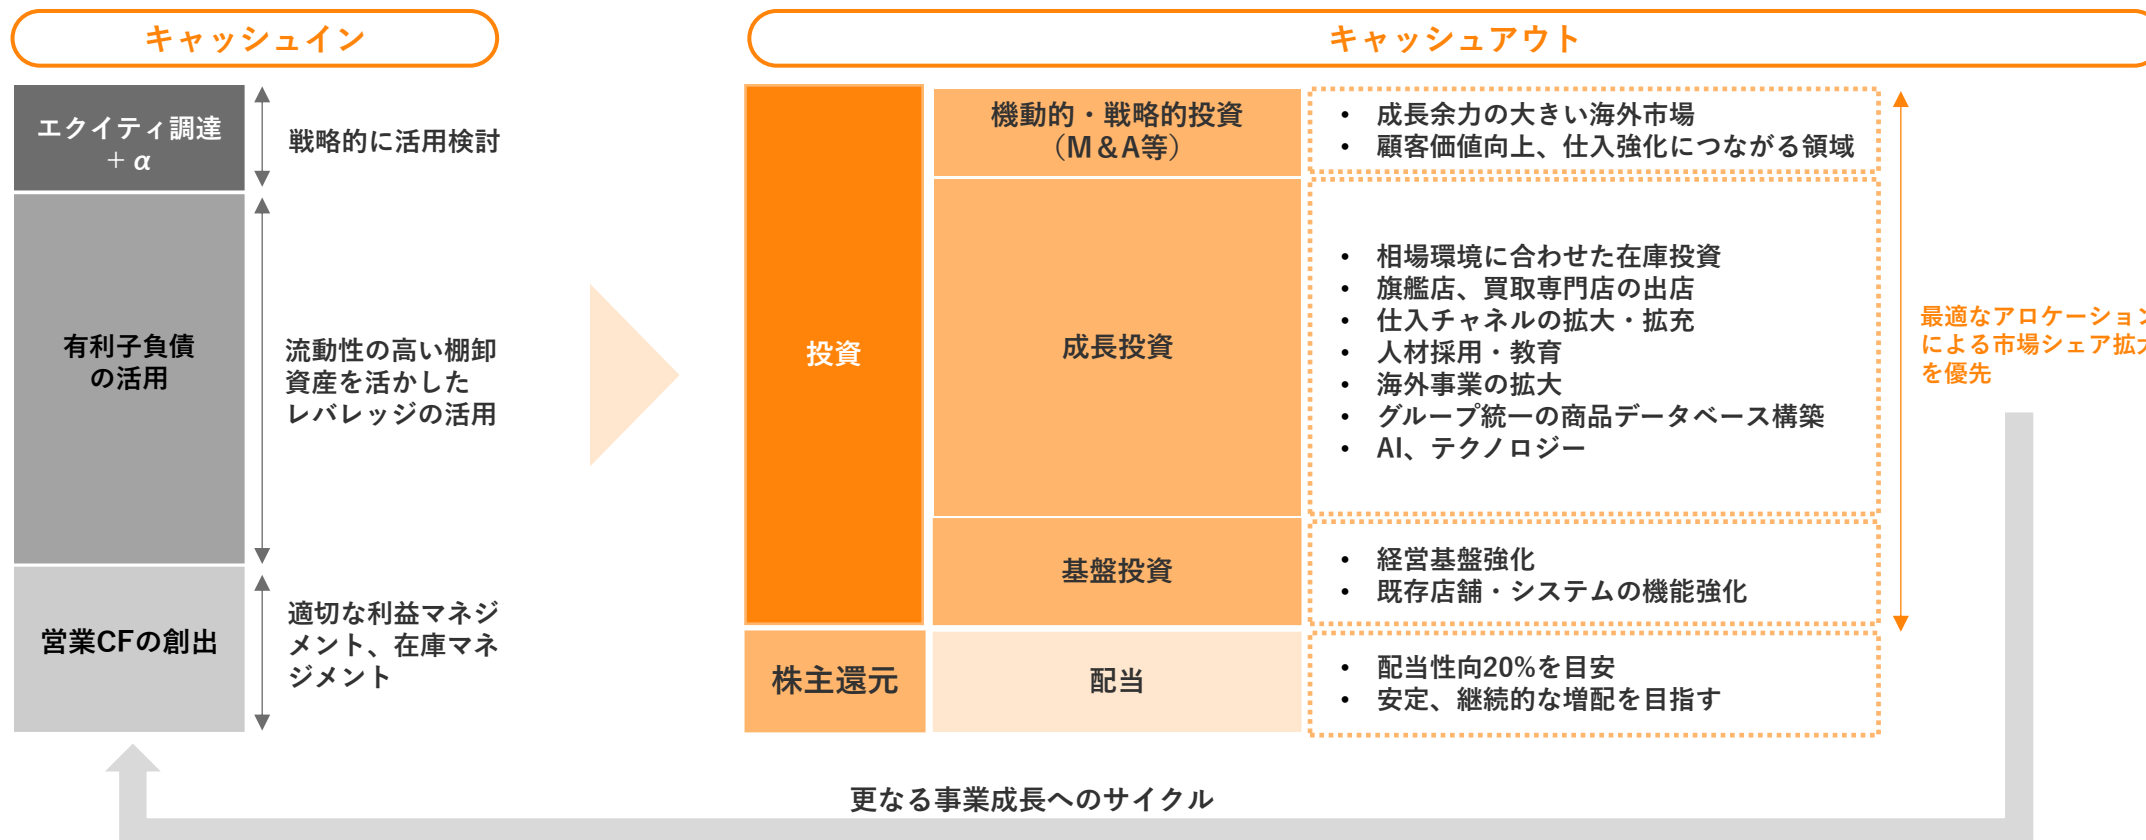 キャッシュイン
エクイティ調達
+ α
戦略的に活用検討
有利子負債
の活用
流動性の高い棚卸
資産を活かした
レバレッジの活用
営業CFの創出
適切な利益マネジ
メント、在庫マネ
ジメント
キャッシュアウト
投資
機動的・戦略的投資
（M＆A等）
• 成長余力の大きい海外市場
• 顧客価値向上、仕入強化につながる領域
成長投資
• 相場環境に合わせた在庫投資
• 旗艦店、買取専門店の出店
• 仕入チャネルの拡大・拡充
• 人材採用・教育
• 海外事業の拡大
• グループ統一の商品データベース構築
• AI、テクノロジー
基盤投資
• 経営基盤強化
• 既存店舗・システムの機能強化
株主還元
配当
• 配当性向20%を目安
• 安定、継続的な増配を目指す
最適なアロケーション
による市場シェア拡大
を優先
更なる事業成長へのサイクル